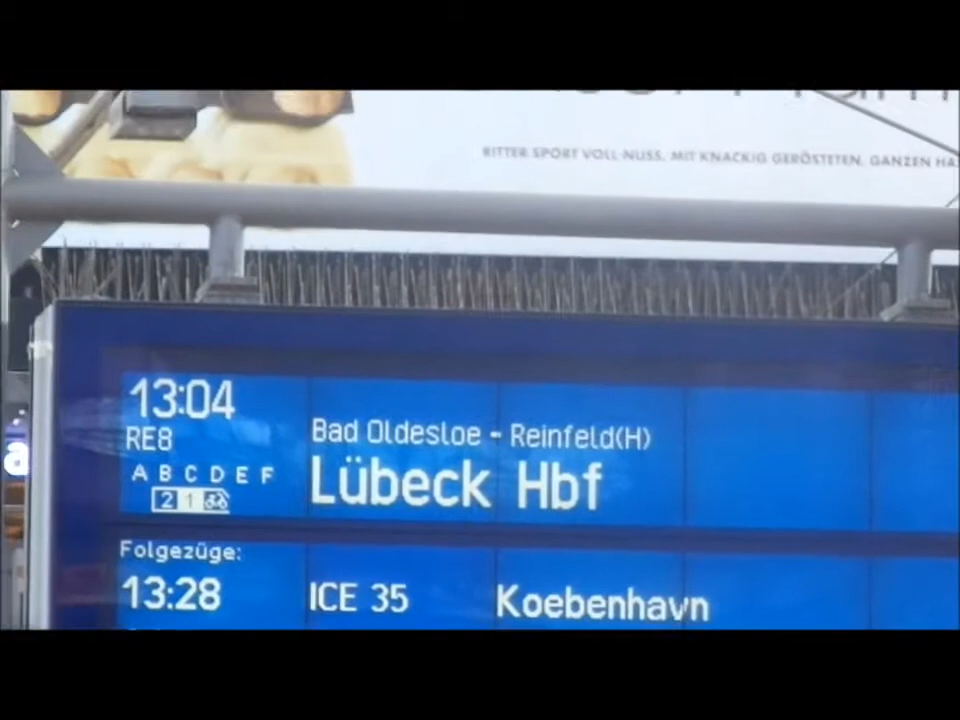 RITTER SPORT VOLL-NUSS. MIT KNACKIG GERÖSTETEN, GANZEN
13:04
RE8
Bad Oldesloe - Reinfeld(H)
A B C D E F
Lübeck Hbf
2 1
Folgezüge:
13:28 ICE 35 Koebenhavn